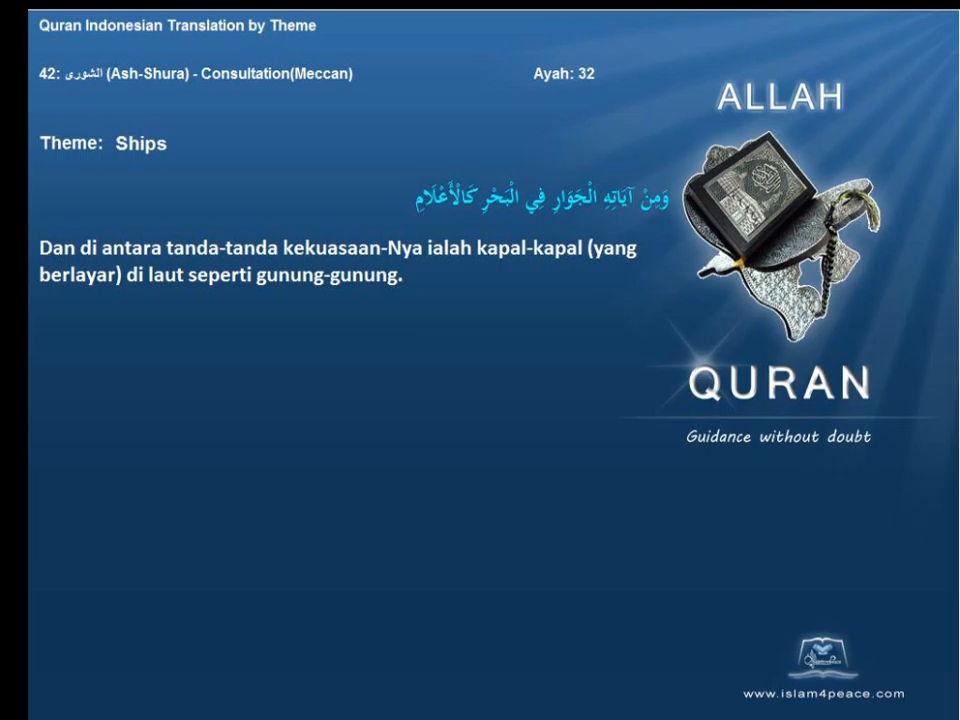 Quran Indonesian Translation by Theme
42: الشورى (Ash-Shura) - Consultation(Meccan)
Ayah: 32
ALLAH
Theme: Ships
وَمِنْ آيَاتِهِ الْجَوَارِ فِي الْبَحْرِ كَالْأَعْلَامِ
Dan di antara tanda-tanda kekuasaan-Nya ialah kapal-kapal (yang
berlayar) di laut seperti gunung-gunung.
QURAN
Guidance without doubt
www.islam4peace.com